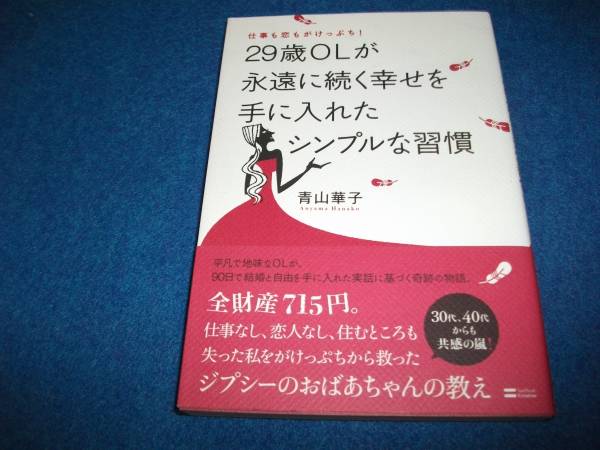 仕事も恋もがけっぷち!
29歳OLが
永遠に続く幸せを
手に入れた
シンプルな習慣
青山華子
Aoyama Hanako
平凡で地味なOLが、
90日で結婚と自由を手に入れた実話に基づく奇跡の物語。
全財産715円。
仕事なし、恋人なし、住むところも
失った私をがけっぷちから救った
ジプシーのおばあちゃんの教え
30代、40代
からも
共感の嵐!